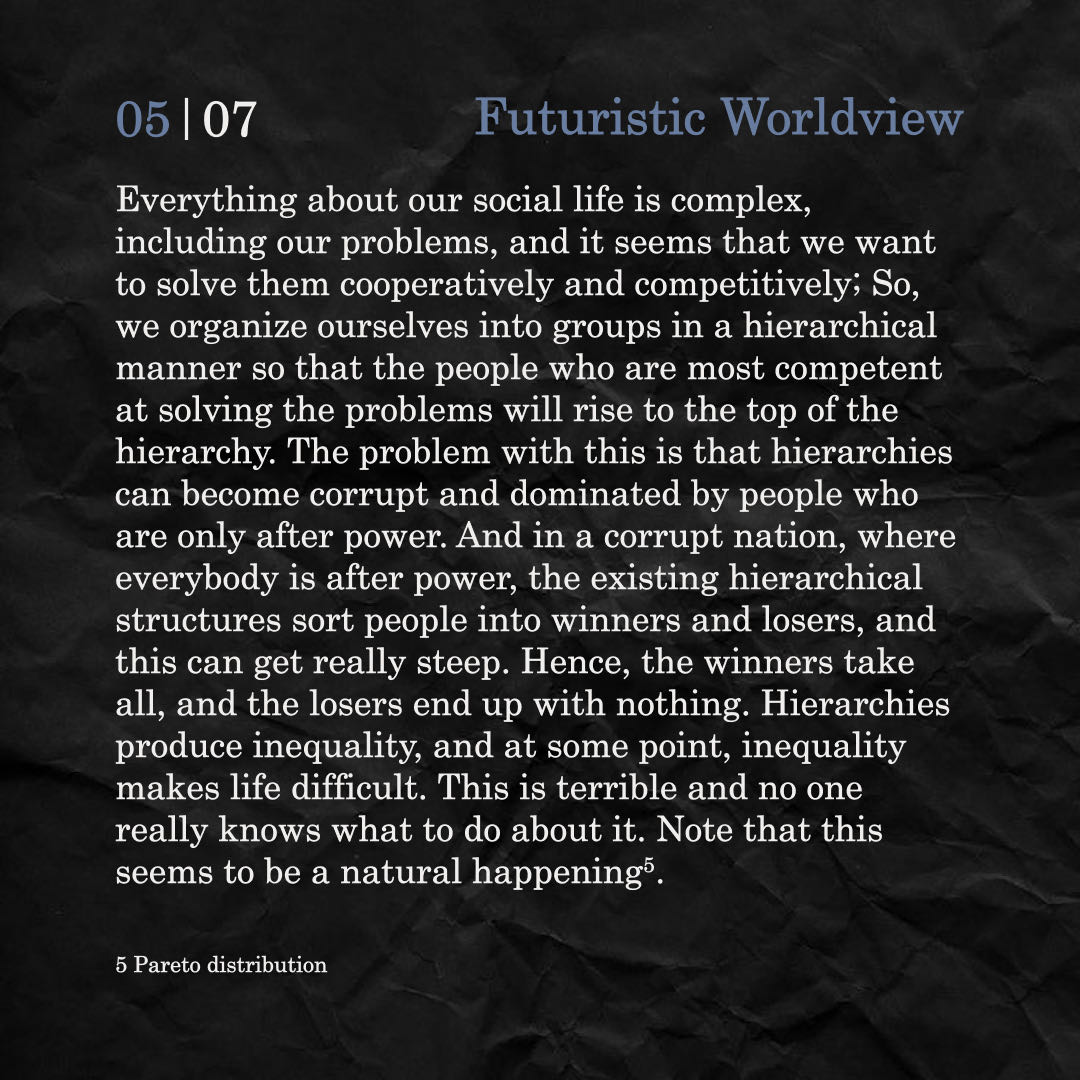 05|07
Futuristic Worldview
Everything about our social life is complex,
including our problems, and it seems that we want
to solve them cooperatively and competitively; So,
we organize ourselves into groups in a hierarchical
manner so that the people who are most competent
at solving the problems will rise to the top of the
hierarchy. The problem with this is that hierarchies
can become corrupt and dominated by people who
are only after power. And in a corrupt nation, where
everybody is after power, the existing hierarchical
structures sort people into winners and losers, and
this can get really steep. Hence, the winners take
all, and the losers end up with nothing. Hierarchies
produce inequality, and at some point, inequality
makes life difficult. This is terrible and no one
really knows what to do about it. Note that this
seems to be a natural happening⁵.
5 Pareto distribution